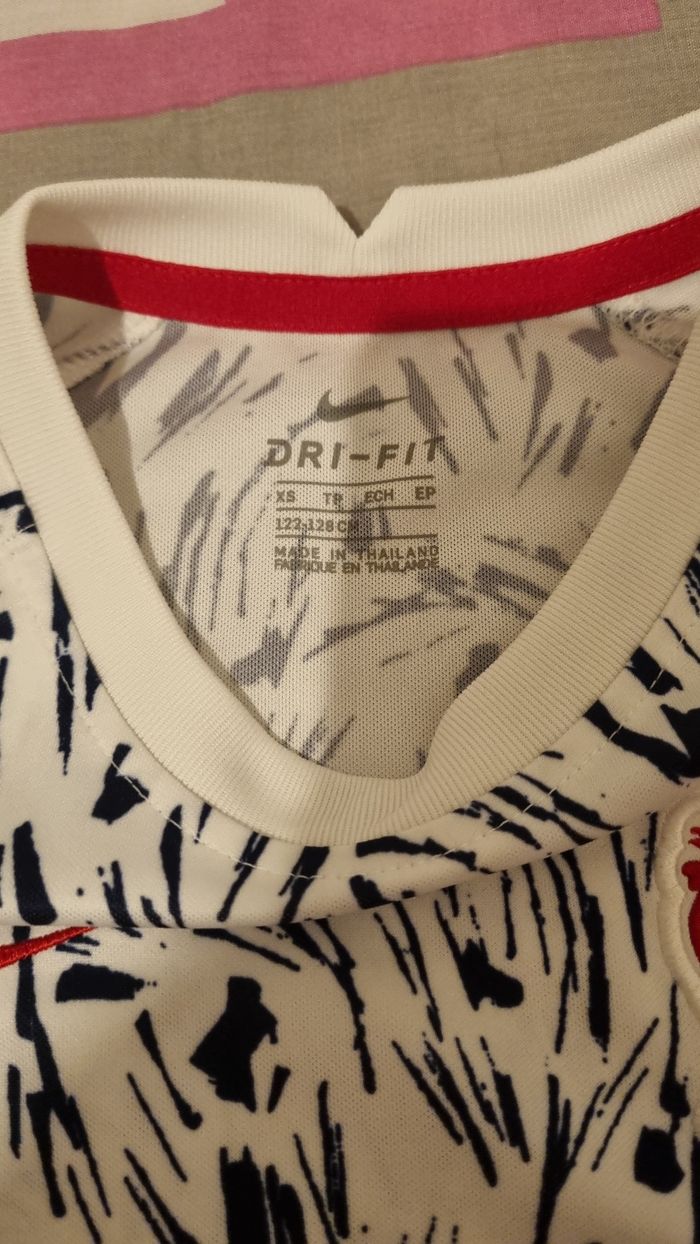 DRI-FIT
XS TP ECH EP
122-128 CM
MADE IN THAILAND
FABRIQUE EN THAILANDE